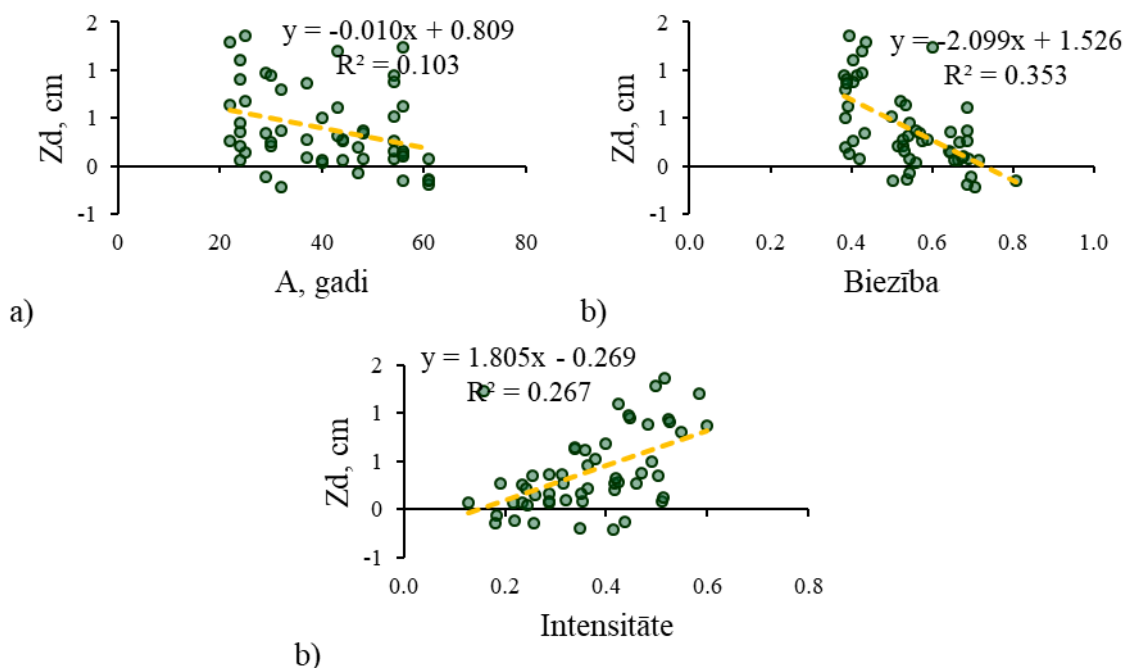 y = -0.010x + 0.809
R² = 0.103
2
1
1
0
-1
Zd, cm
0
20
40
60
80
A, gadi
a)
y = -2.099x + 1.526
R² = 0.353
2
1
1
0
-1
Zd, cm
0.0
0.2
0.4
0.6
0.8
1.0
Biezība
b)
y = 1.805x - 0.269
R² = 0.267
2
1
1
0
-1
Zd, cm
0.0
0.2
0.4
0.6
0.8
Intensitāte
b)